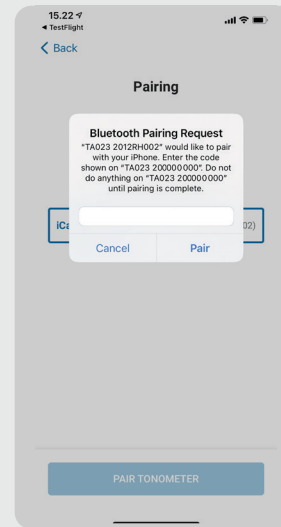 15.22
◀ TestFlight
Back
Pairing
Bluetooth Pairing Request
"TA023 2012RH002" would like to pair
with your iPhone. Enter the code
shown on "TA023 200000000". Do not
do anything on "TA023 200000000"
until pairing is complete.
iCa 02)
Cancel Pair
PAIR TONOMETER